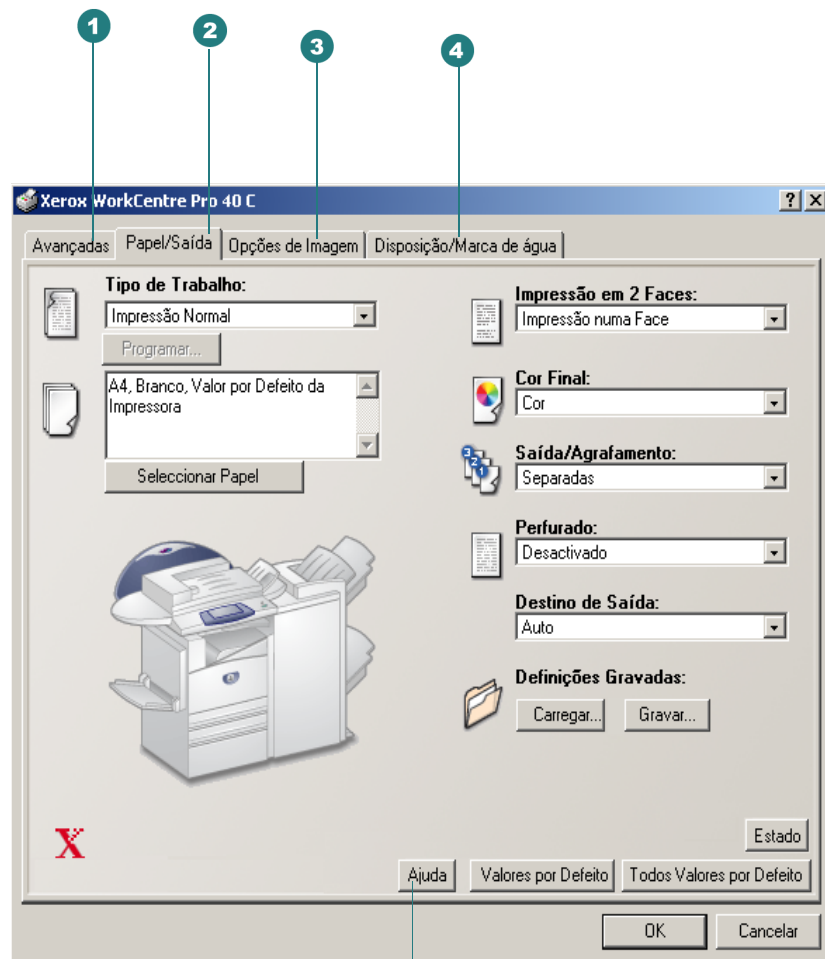 1
2
3
4
Xerox WorkCentre Pro 40 C
Avançadas
Papel/Saída
Opções de Imagem
Disposição/Marca de água
Tipo de Trabalho:
Impressão Normal
Programar...
A4, Branco, Valor por Defeito da
Impressora
Seleccionar Papel
Impressão em 2 Faces:
Impressão numa Face
Cor Final:
Cor
3
2
1
Saída/Agrafamento:
Separadas
Perfurado:
Desactivado
Destino de Saída:
Auto
Definições Gravadas:
Carregar...
Gravar...
X
Estado
Ajuda
Valores por Defeito
Todos Valores por Defeito
OK
Cancelar